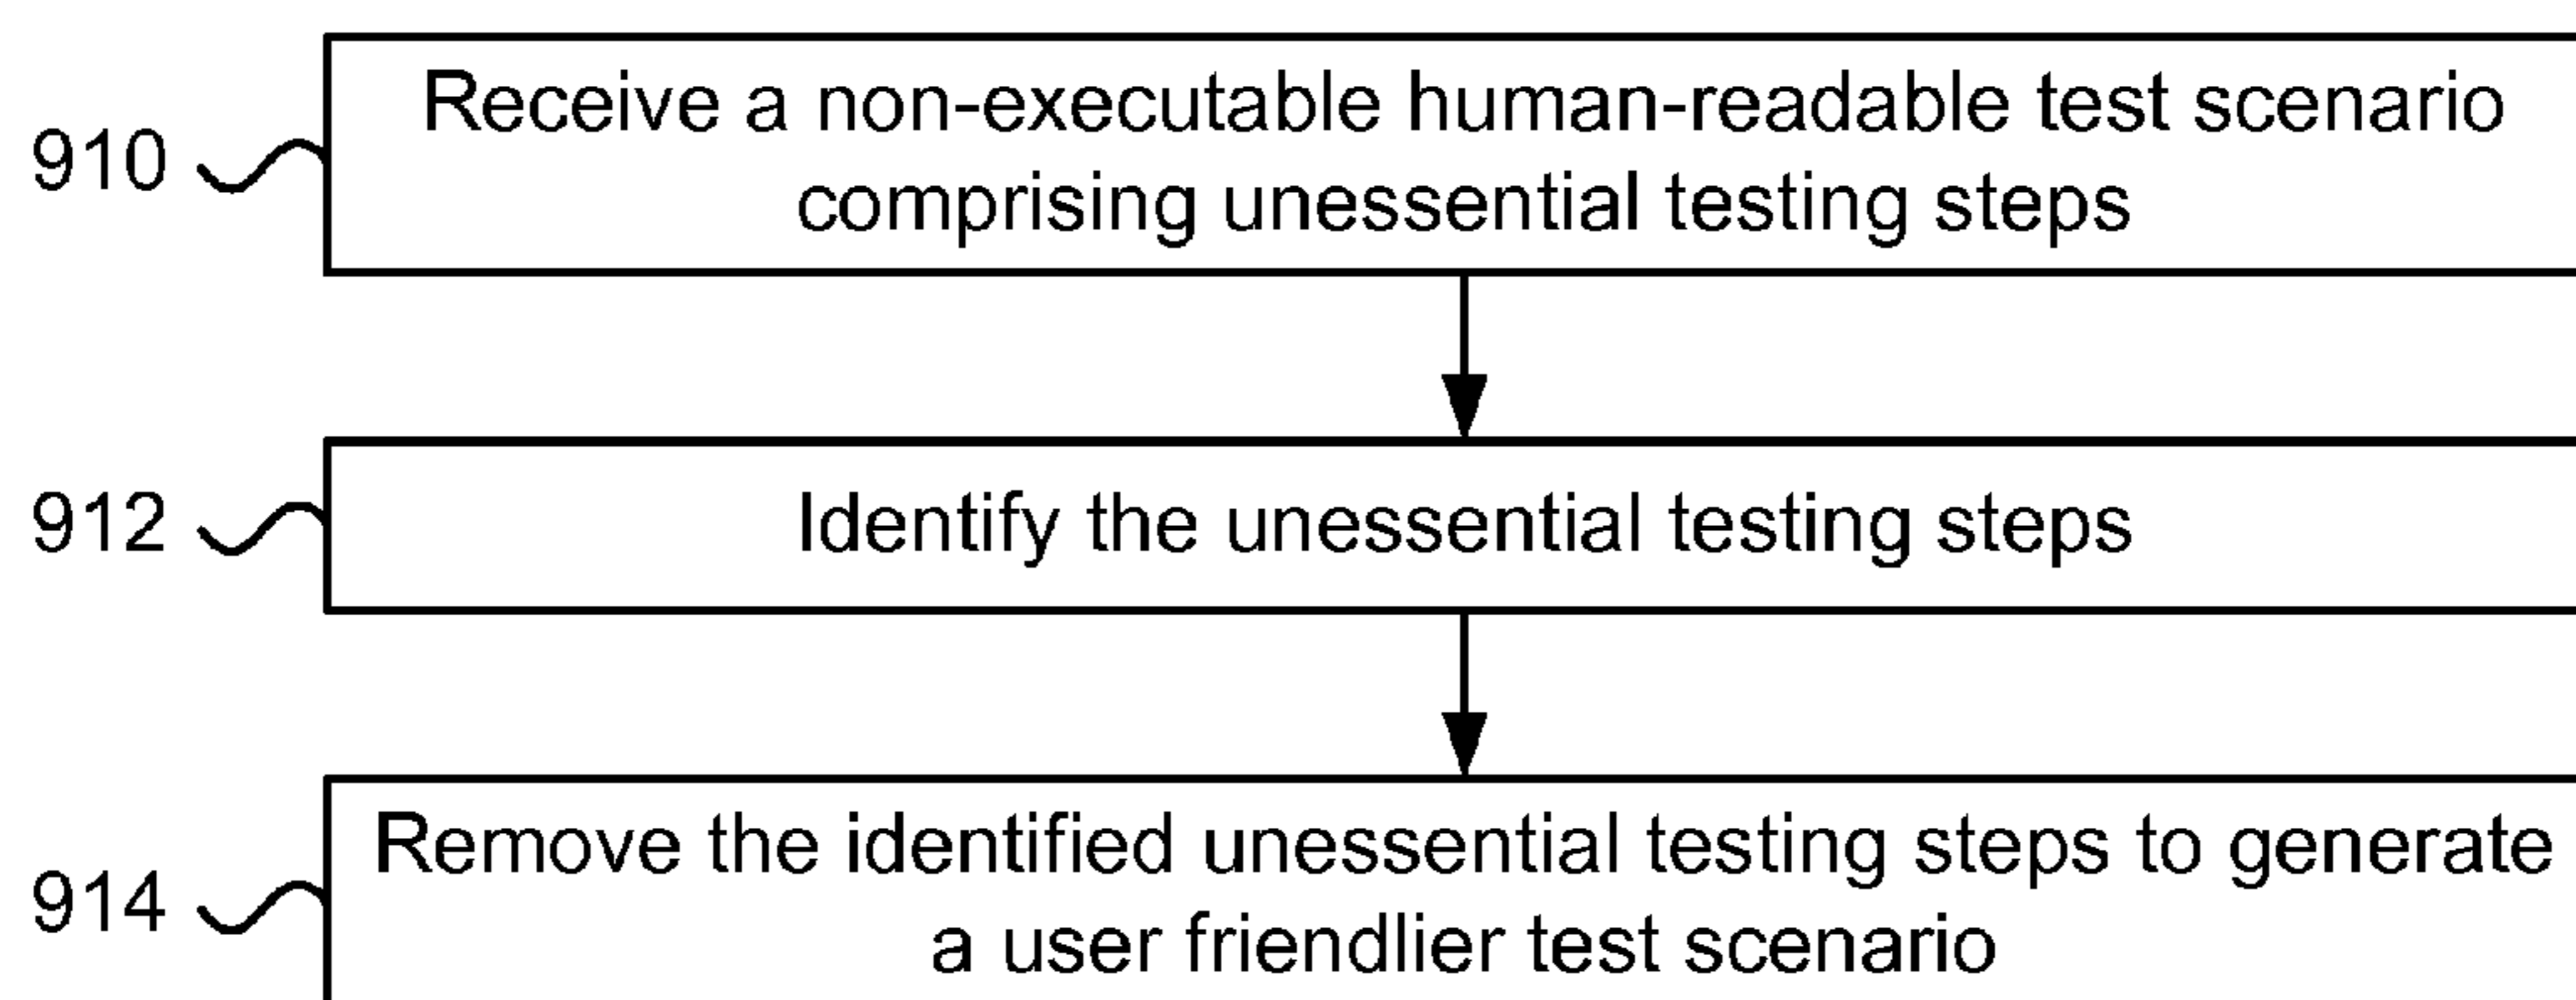 910
Receive a non-executable human-readable test scenario
comprising unessential testing steps
912
Identify the unessential testing steps
914
Remove the identified unessential testing steps to generate
a user friendlier test scenario